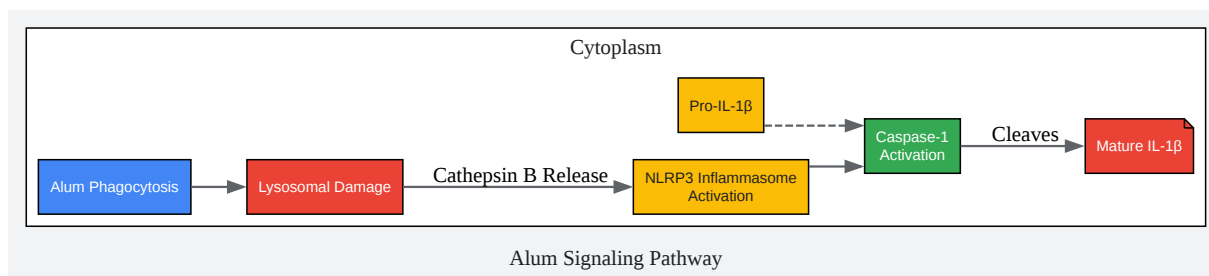 Cytoplasm
Pro-IL-1β
Caspase-1
Activation
Cleaves
Mature IL-1β
Alum Phagocytosis
Lysosomal Damage
Cathepsin B Release
NLRP3 Inflammasome
Activation
Alum Signaling Pathway